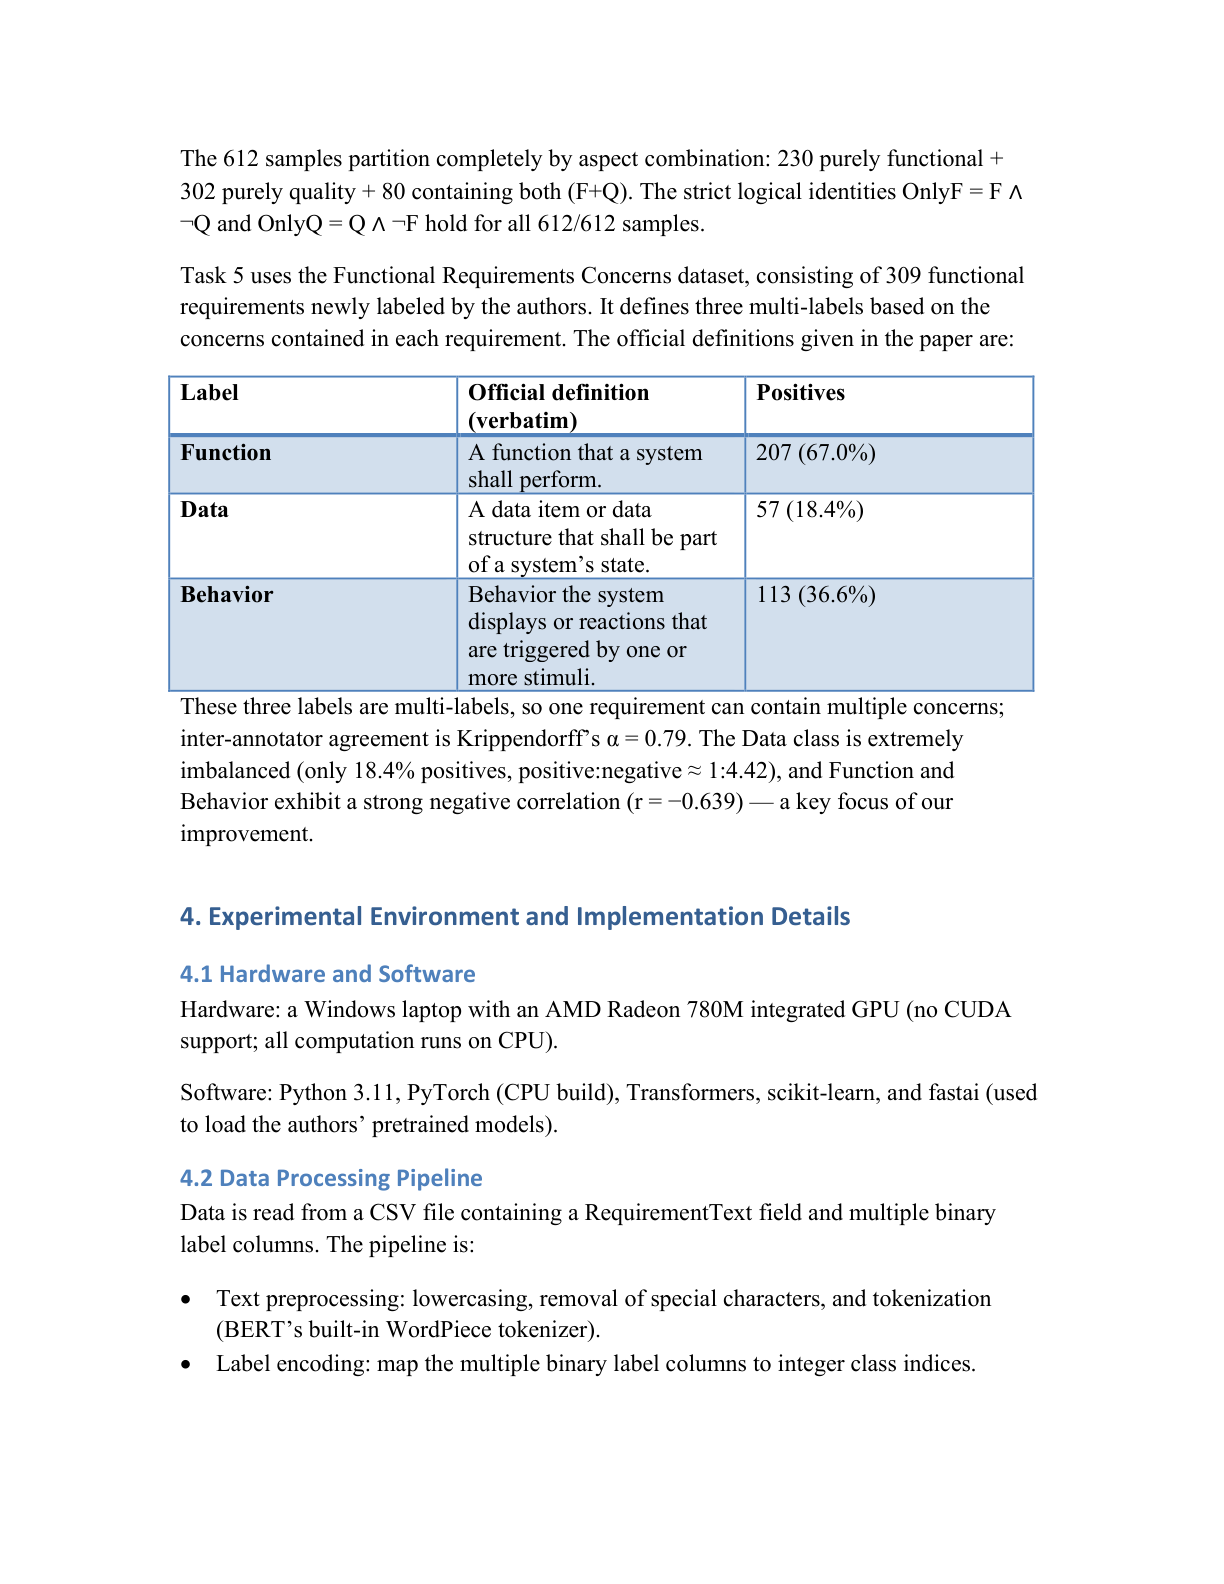 The 612 samples partition completely by aspect combination: 230 purely functional +
302 purely quality + 80 containing both (F+Q). The strict logical identities OnlyF = F ∧
¬Q and OnlyQ = Q ∧ ¬F hold for all 612/612 samples.
Task 5 uses the Functional Requirements Concerns dataset, consisting of 309 functional
requirements newly labeled by the authors. It defines three multi-labels based on the
concerns contained in each requirement. The official definitions given in the paper are:
Label
Official definition
(verbatim)
Positives
Function
A function that a system
shall perform.
207 (67.0%)
Data
A data item or data
structure that shall be part
of a system’s state.
57 (18.4%)
Behavior
Behavior the system
displays or reactions that
are triggered by one or
more stimuli.
113 (36.6%)
These three labels are multi-labels, so one requirement can contain multiple concerns;
inter-annotator agreement is Krippendorff’s α = 0.79. The Data class is extremely
imbalanced (only 18.4% positives, positive:negative ≈ 1:4.42), and Function and
Behavior exhibit a strong negative correlation (r = −0.639) — a key focus of our
improvement.
4. Experimental Environment and Implementation Details
4.1 Hardware and Software
Hardware: a Windows laptop with an AMD Radeon 780M integrated GPU (no CUDA
support; all computation runs on CPU).
Software: Python 3.11, PyTorch (CPU build), Transformers, scikit-learn, and fastai (used
to load the authors’ pretrained models).
4.2 Data Processing Pipeline
Data is read from a CSV file containing a RequirementText field and multiple binary
label columns. The pipeline is:
• Text preprocessing: lowercasing, removal of special characters, and tokenization
(BERT’s built-in WordPiece tokenizer).
• Label encoding: map the multiple binary label columns to integer class indices.